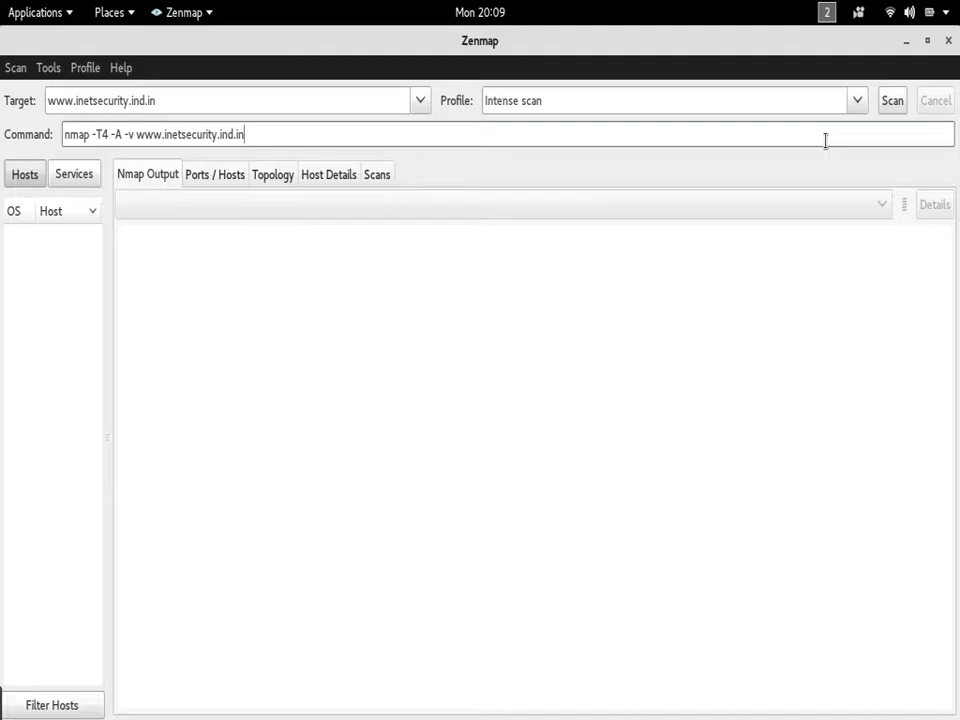 Applications Places Zenmap Mon 20:09 2
Zenmap
Scan Tools Profile Help
Target: www.inetsecurity.ind.in Profile: Intense scan Scan Cancel
Command: nmap -T4 -A -v www.inetsecurity.ind.in
Hosts Services Nmap Output Ports / Hosts Topology Host Details Scans
Details
OS Host
Filter Hosts